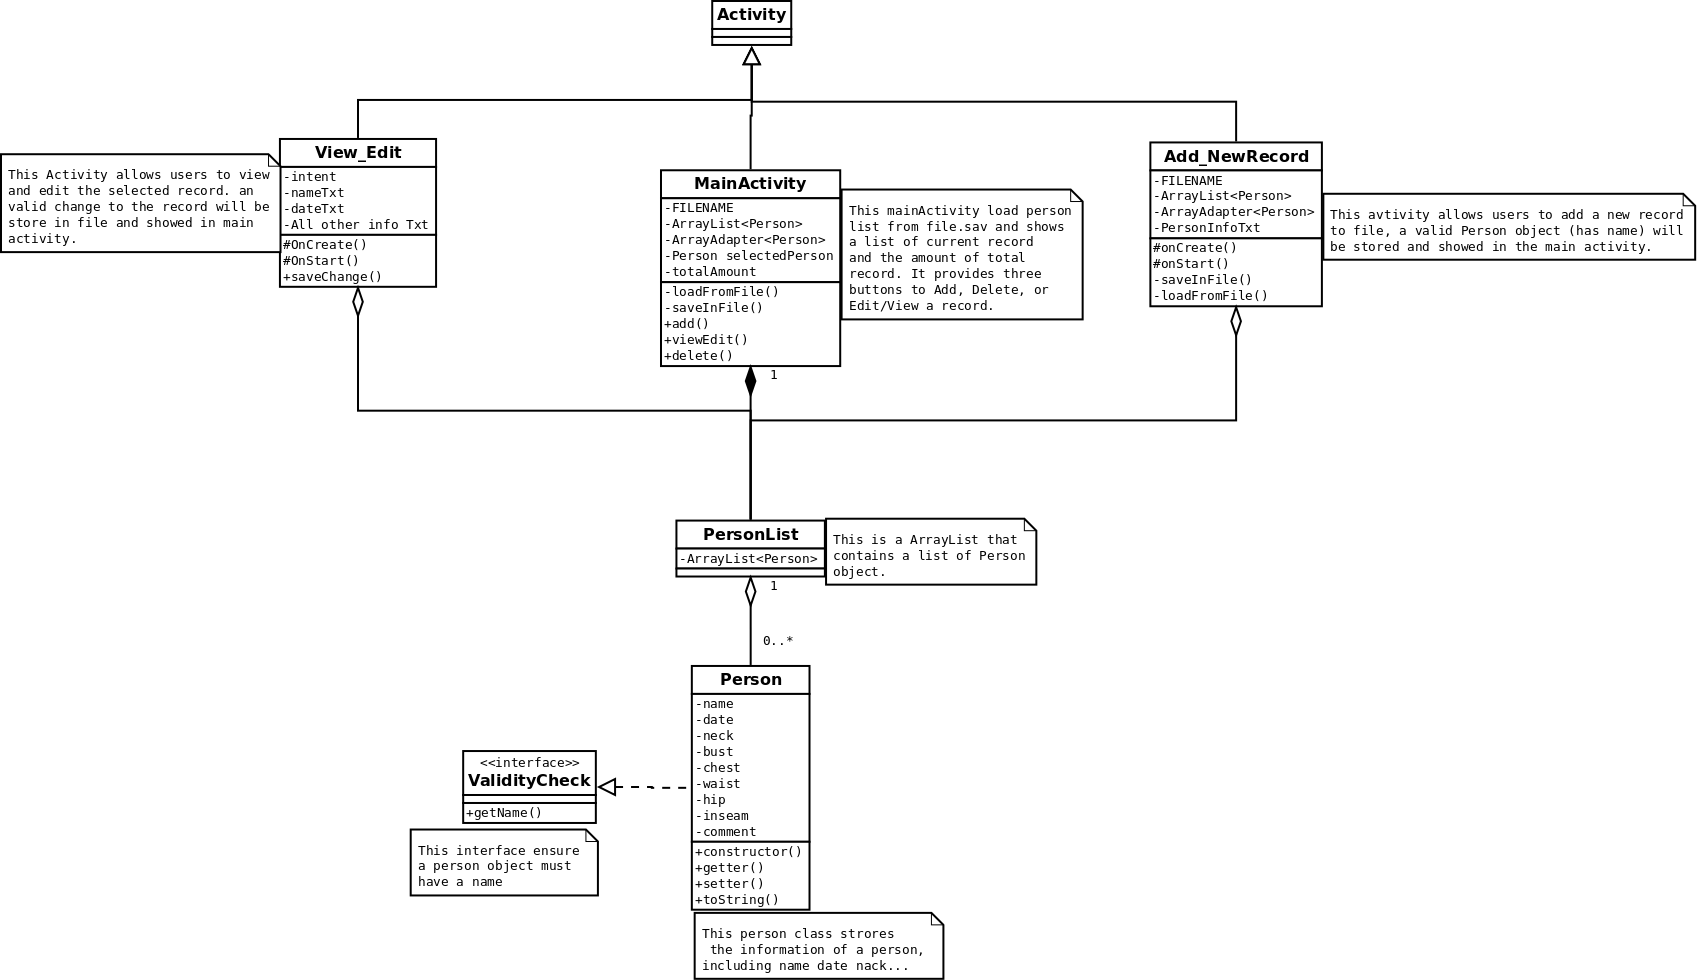 Activity
View_Edit
-intent
-nameTxt
-dateTxt
-All other info Txt
#OnCreate()
#OnStart()
+saveChange()
This Activity allows users to view
and edit the selected record. an
valid change to the record will be
store in file and showed in main
activity.
MainActivity
-FILENAME
-ArrayList<Person>
-ArrayAdapter<Person>
-Person selectedPerson
-totalAmount
-loadFromFile()
-saveInFile()
+add()
+viewEdit()
+delete()
This mainActivity load person
list from file.sav and shows
a list of current record
and the amount of total
record. It provides three
buttons to Add, Delete, or
Edit/View a record.
Add_NewRecord
-FILENAME
-ArrayList<Person>
-ArrayAdapter<Person>
-PersonInfoTxt
#onCreate()
#onStart()
-saveInFile()
-loadFromFile()
This avtivity allows users to add a new record
to file, a valid Person object (has name) will
be stored and showed in the main activity.
1
PersonList
-ArrayList<Person>
This is a ArrayList that
contains a list of Person
object.
1
0..*
Person
-name
-date
-neck
-bust
-chest
-waist
-hip
-inseam
-comment
+constructor()
+getter()
+setter()
+toString()
<<interface>>
ValidityCheck
+getName()
This interface ensure
a person object must
have a name
This person class strores
the information of a person,
including name date nack...